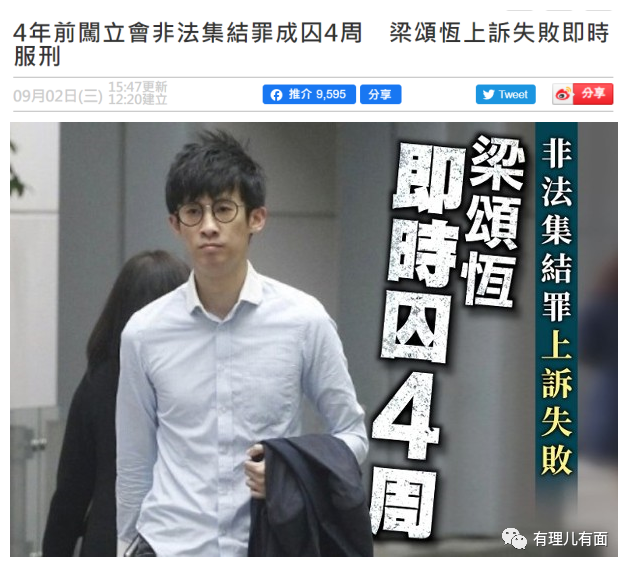 4年前闖立會非法集結罪成囚4周　梁頌恆上訴失敗即時
服刑
09月02日(三)
15:47更新
12:20建立
推介 9,595
分享
Tweet
分享
非法集結罪上訴失敗
梁頌恆
即時囚4周
有理儿有面